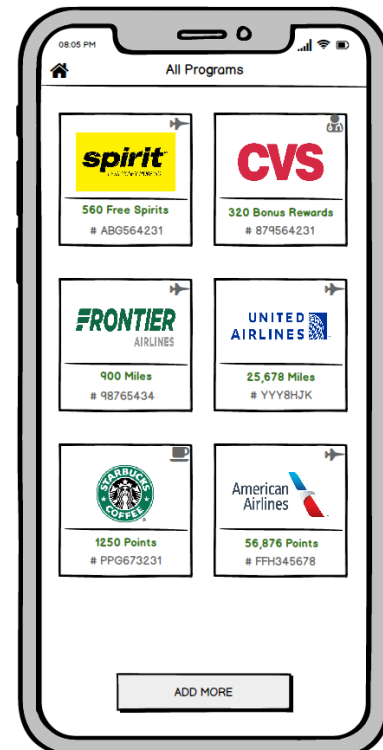 08:05 PM
All Programs
spirit
CVS
560 Free Spirits
320 Bonus Rewards
# ABG564231
# 879564231
FRONTIER
AIRLINES
UNITED
AIRLINES
900 Miles
25,678 Miles
# 98765434
# YYY8HJK
STARBUCKS
COFFEE
American
Airlines
1250 Points
56,876 Points
# PPG673231
# FFH345678
ADD MORE